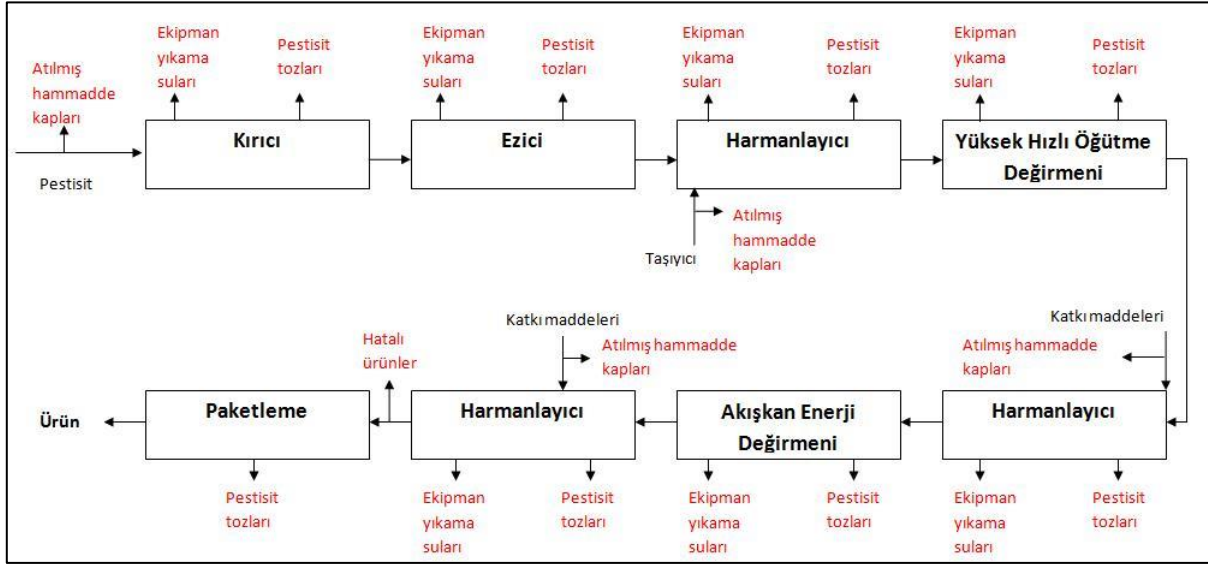 Atılmış
hammadde
kapları
Pestisit
Ekipman
yıkama
suları
Pestisit
tozları
Kırıcı
Ekipman
yıkama
suları
Pestisit
tozları
Ezici
Ekipman
yıkama
suları
Pestisit
tozları
Harmanlayıcı
Taşıyıcı
Atılmış
hammadde
kapları
Ekipman
yıkama
suları
Pestisit
tozları
Yüksek Hızlı Öğütme
Değirmeni
Katkı maddeleri
Atılmış hammadde
kapları
Harmanlayıcı
Ekipman
yıkama
suları
Pestisit
tozları
Akışkan Enerji
Değirmeni
Ekipman
yıkama
suları
Pestisit
tozları
Katkı maddeleri
Atılmış hammadde
kapları
Harmanlayıcı
Ekipman
yıkama
suları
Pestisit
tozları
Hatalı
ürünler
Paketleme
Pestisit
tozları
Ürün